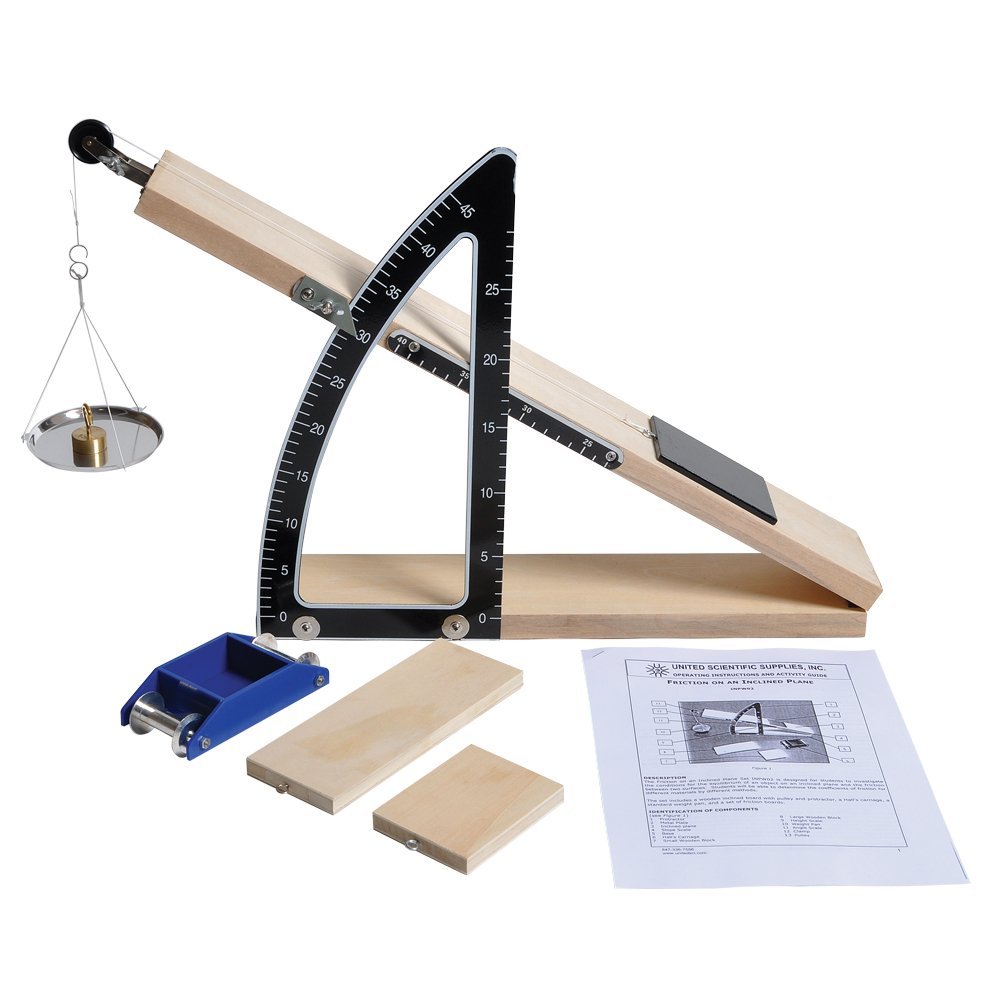 45
40
35
30
25
20
15
10
5
0
25
20
15
10
5
0
40
35
30
25
UNITED SCIENTIFIC SUPPLIES, INC.
OPERATING INSTRUCTIONS AND ACTIVITY GUIDE
FRICTION ON AN INCLINED PLANE
INPW02
Figure 1
DESCRIPTION
The Friction on an Inclined Plane Set INPW02 is designed for students to investigate
the conditions for the equilibrium of an object on an inclined plane and the friction
between two surfaces. Students will be able to determine the coefficients of friction for
different materials by different methods.
The set includes a wooden inclined board with pulley and protractor, a Hall's carriage, a
standard weight pan, and a set of friction boards.
IDENTIFICATION OF COMPONENTS
(see Figure 1)
1 Protractor
2 Metal Plate
3 Inclined plane
4 Slope Scale
5 Base
6 Hall's Carriage
7 Small Wooden Block
8 Large Wooden Block
9 Height Scale
10 Weight Pan
11 Angle Scale
12 Clamp
13 Pulley
www.unitedsci.com
1